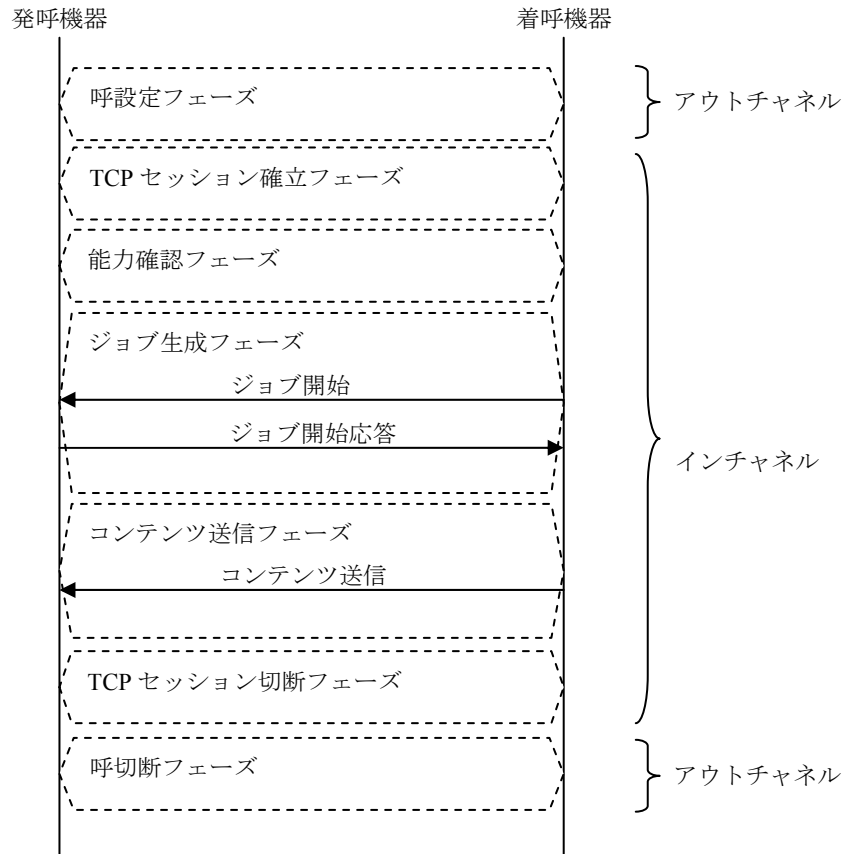 発呼機器
着呼機器
呼設定フェーズ
アウトチャネル
TCP セッション確立フェーズ
能力確認フェーズ
ジョブ生成フェーズ
ジョブ開始
ジョブ開始応答
インチャネル
コンテンツ送信フェーズ
コンテンツ送信
TCP セッション切断フェーズ
呼切断フェーズ
アウトチャネル